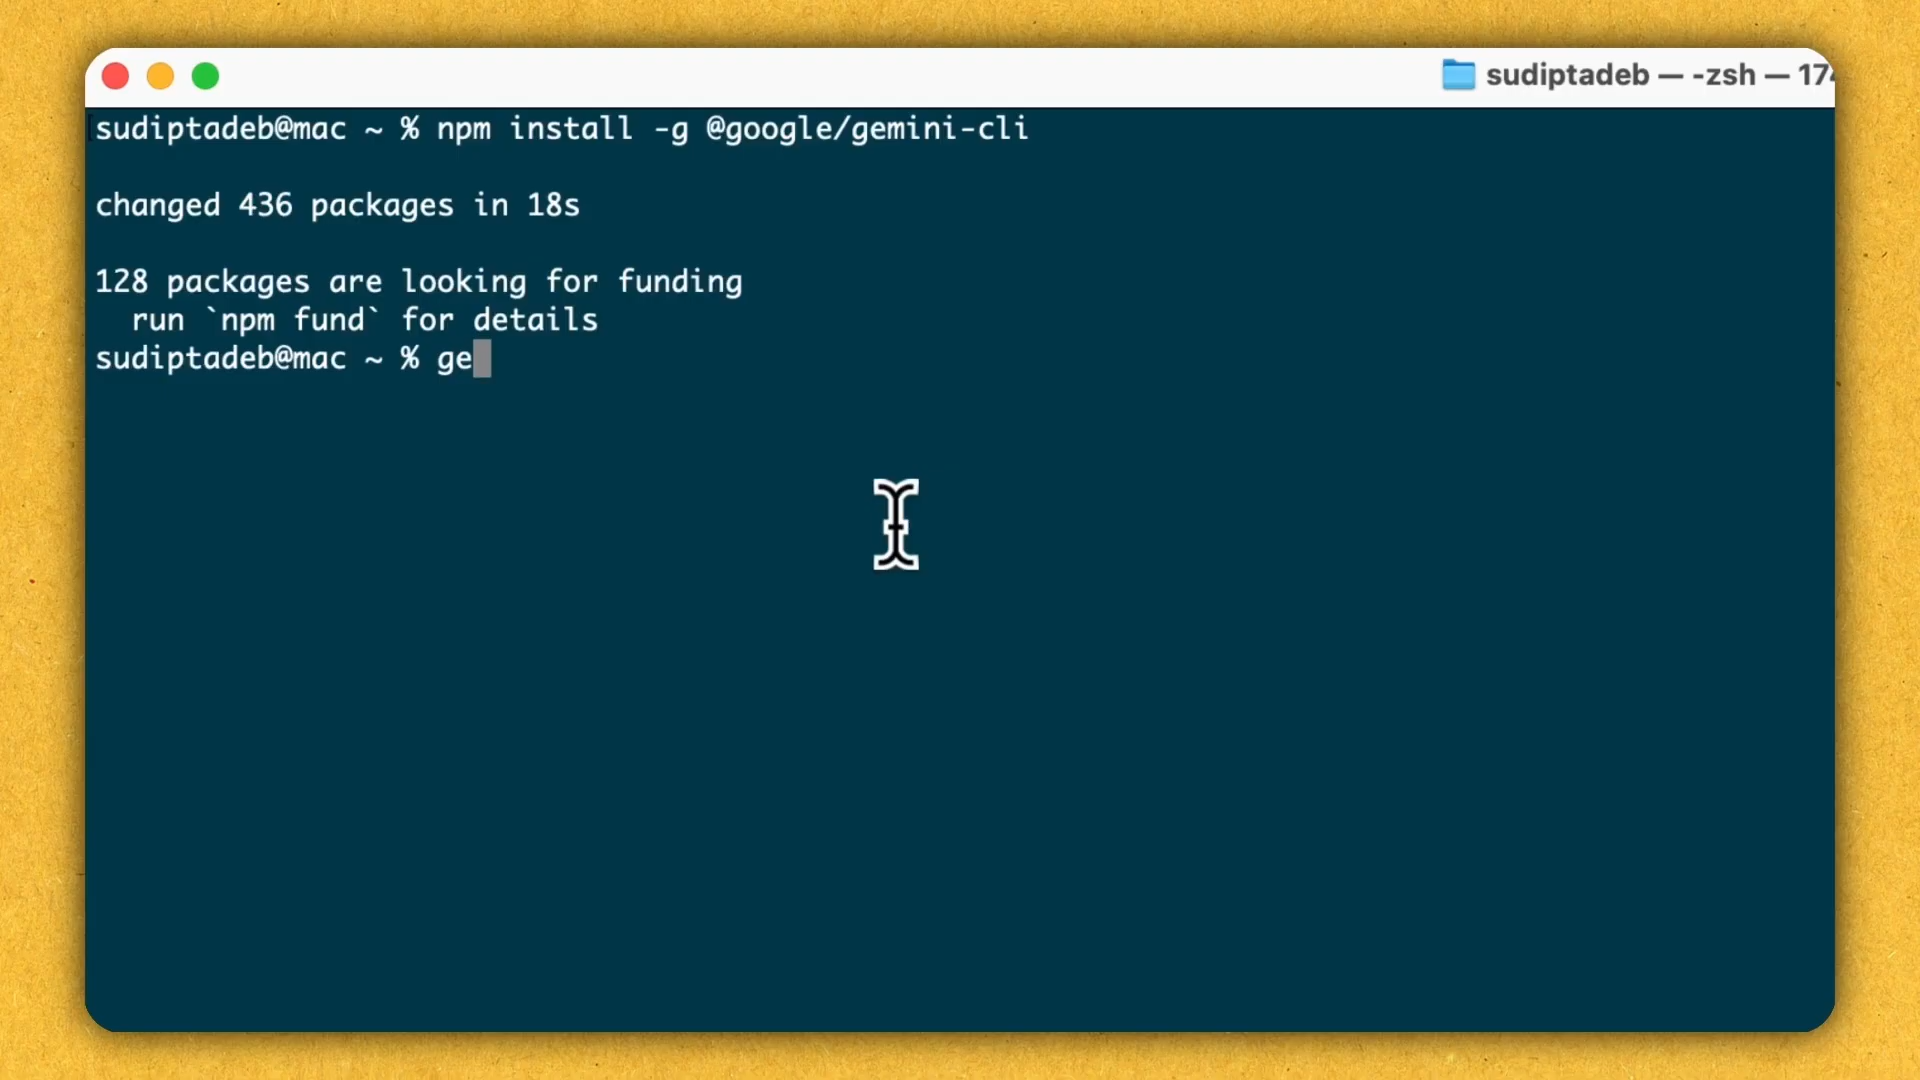 sudiptadeb — -zsh — 174
sudiptadeb@mac ~ % npm install -g @google/gemini-cli
changed 436 packages in 18s
128 packages are looking for funding
  run `npm fund` for details
sudiptadeb@mac ~ % ge